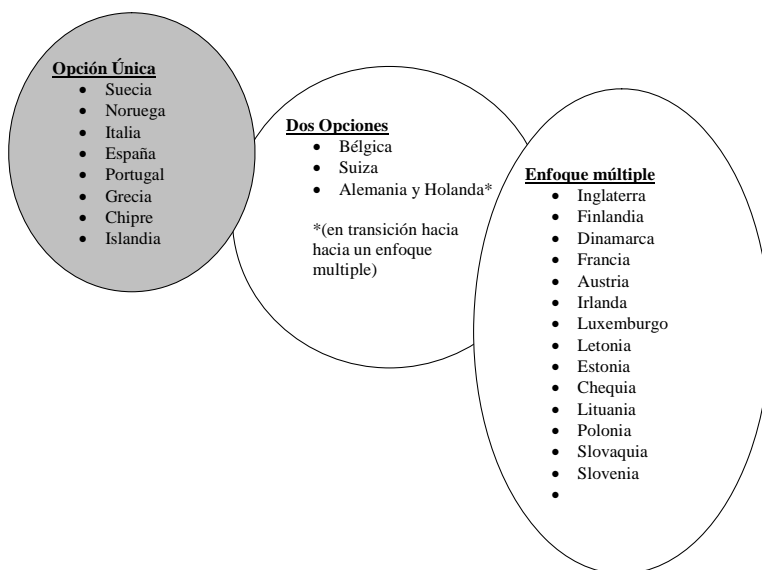 Opción Única
• Suecia
• Noruega
• Italia
• España
• Portugal
• Grecia
• Chipre
• Islandia
Dos Opciones
• Bélgica
• Suiza
• Alemania y Holanda*
*(en transición hacia
hacia un enfoque
multiple)
Enfoque múltiple
• Inglaterra
• Finlandia
• Dinamarca
• Francia
• Austria
• Irlanda
• Luxemburgo
• Letonia
• Estonia
• Chequia
• Lituania
• Polonia
• Slovaquia
• Slovenia
•